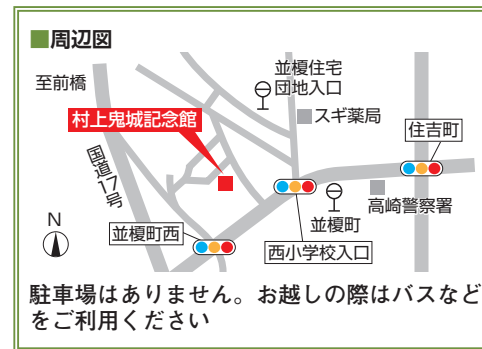 ■周辺図
至前橋
並榎住宅
団地入口
スギ薬局
村上鬼城記念館
住吉町
国道17号
高崎警察署
並榎町
N
並榎町西
西小学校入口
駐車場はありません。お越しの際はバスなど
をご利用ください